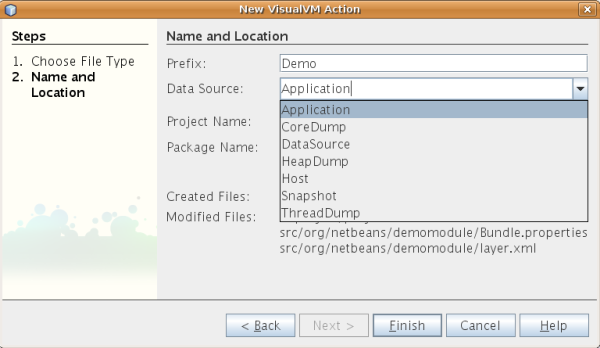 New VisualVM Action
Steps
1. Choose File Type
2. Name and
Location
Name and Location
Prefix: Demo
Data Source: Application
Application
CoreDump
DataSource
HeapDump
Host
Snapshot
ThreadDump
Project Name:
Package Name:
Created Files:
Modified Files:
src/org/netbeans/demomodule/Bundle.properties
src/org/netbeans/demomodule/layer.xml
< Back
Next >
Finish
Cancel
Help